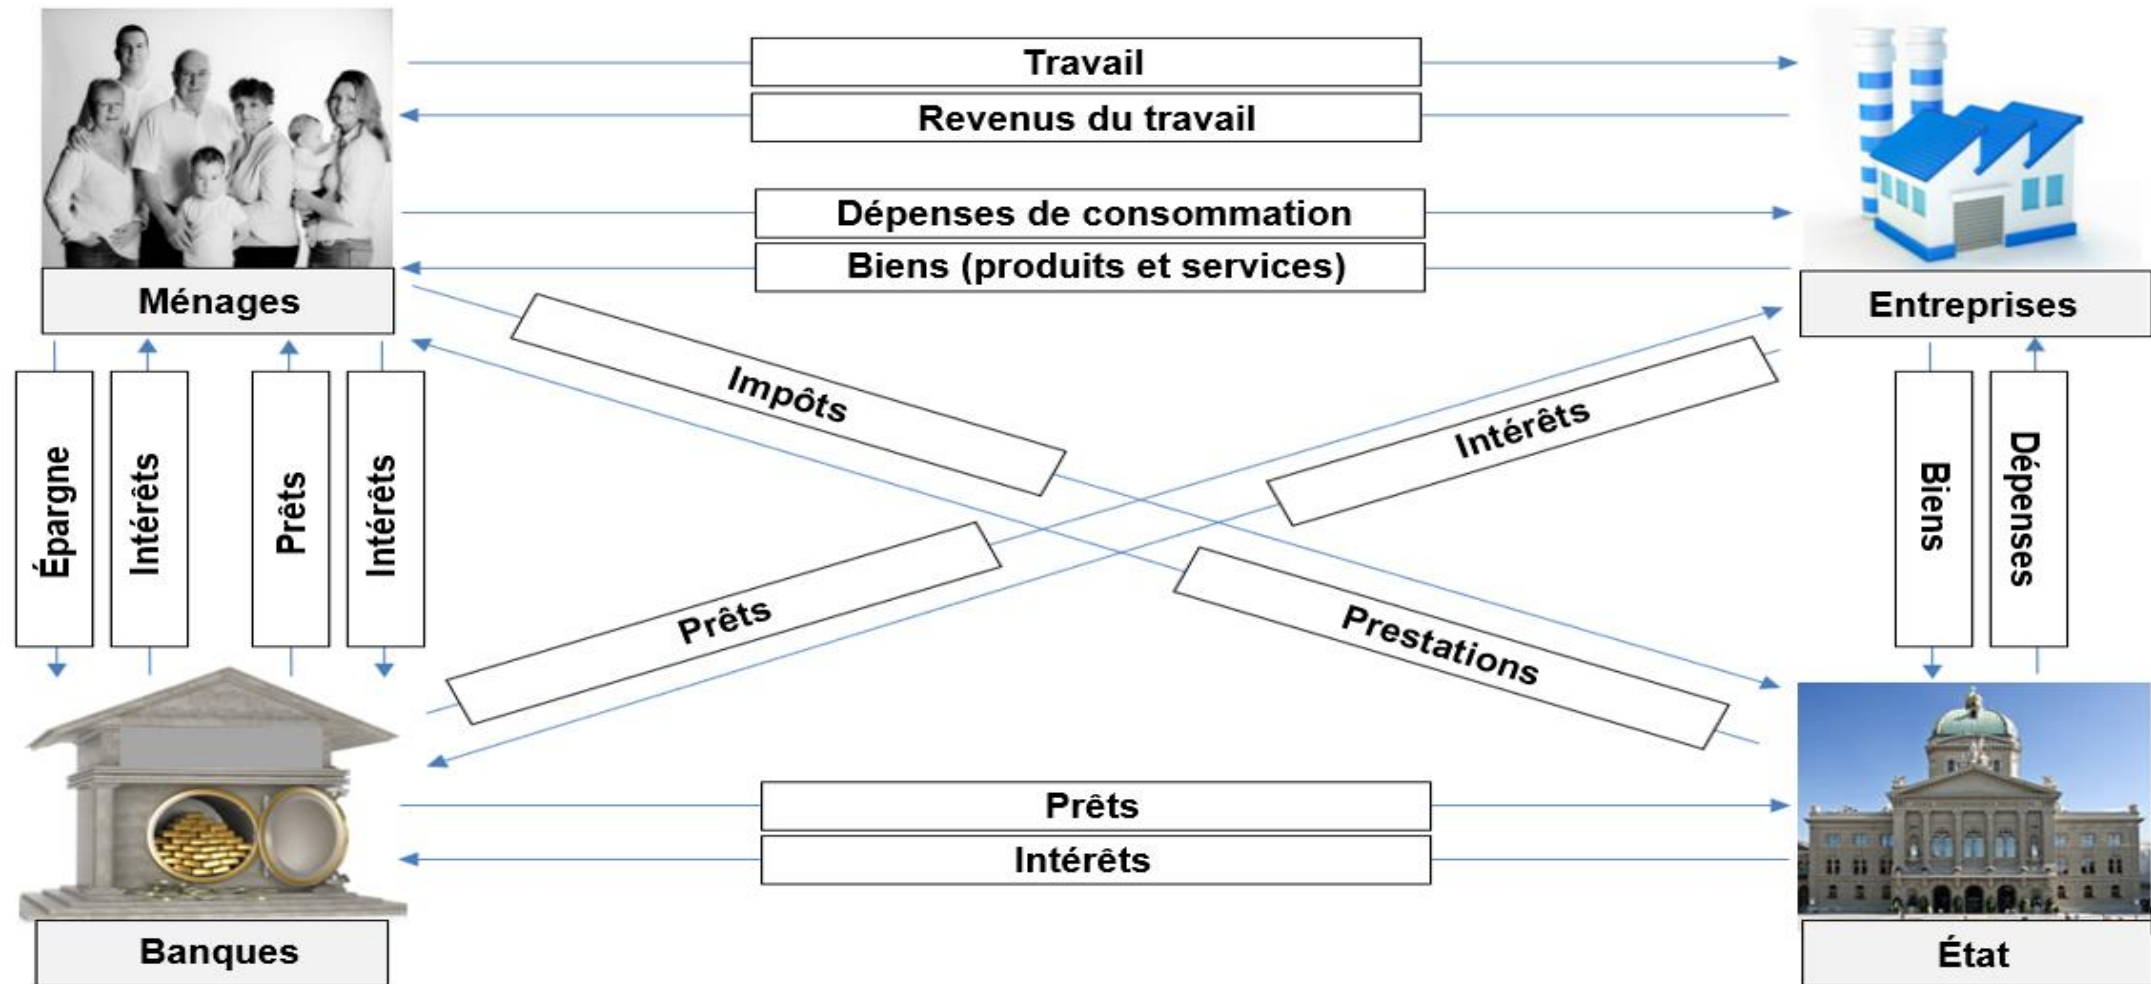 Travail
Revenus du travail
Dépenses de consommation
Biens (produits et services)
Ménages
Entreprises
Impôts
Intérêts
Épargne
Intérêts
Prêts
Intérêts
Biens
Dépenses
Prêts
Prestations
Prêts
Intérêts
Banques
État